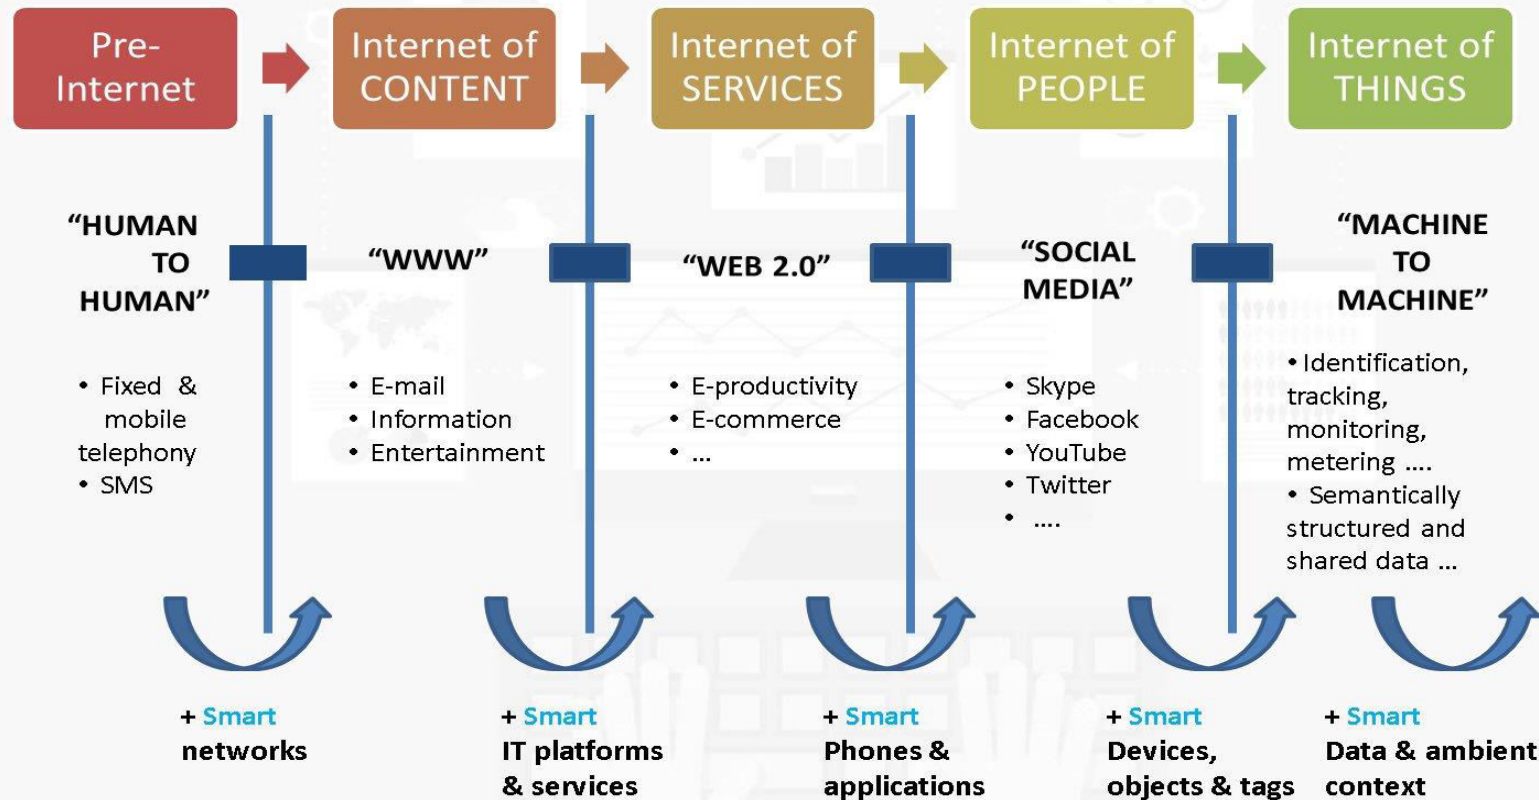 Pre-
Internet
Internet of
CONTENT
Internet of
SERVICES
Internet of
PEOPLE
Internet of
THINGS
“HUMAN
TO
HUMAN”
“WWW”
“WEB 2.0”
“SOCIAL
MEDIA”
“MACHINE
TO
MACHINE”
• Fixed &
mobile
telephony
• SMS
• E-mail
• Information
• Entertainment
• E-productivity
• E-commerce
• ...
• Skype
• Facebook
• YouTube
• Twitter
• ....
• Identification,
tracking,
monitoring,
metering ....
• Semantically
structured and
shared data ...
+ Smart
networks
+ Smart
IT platforms
& services
+ Smart
Phones &
applications
+ Smart
Devices,
objects & tags
+ Smart
Data & ambient
context